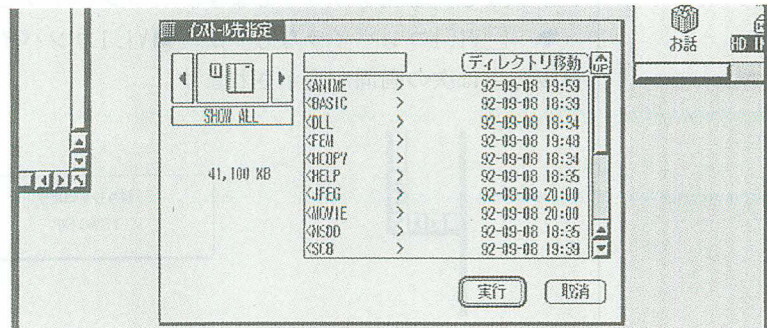 インストール先指定
お話
HD IN
ディレクトリ移動
UP
SHOW ALL
41,100 KB
<ANIME > 92-09-08 19:59
<BASIC > 92-09-08 18:39
<DLL > 92-09-08 18:34
<FEM > 92-09-08 19:48
<HCOPY > 92-09-08 18:34
<HELP > 92-09-08 18:35
<JPEG > 92-09-08 20:00
<MOVIE > 92-09-08 20:00
<NSDD > 92-09-08 18:35
<SCB > 92-09-08 19:39
実行
取消